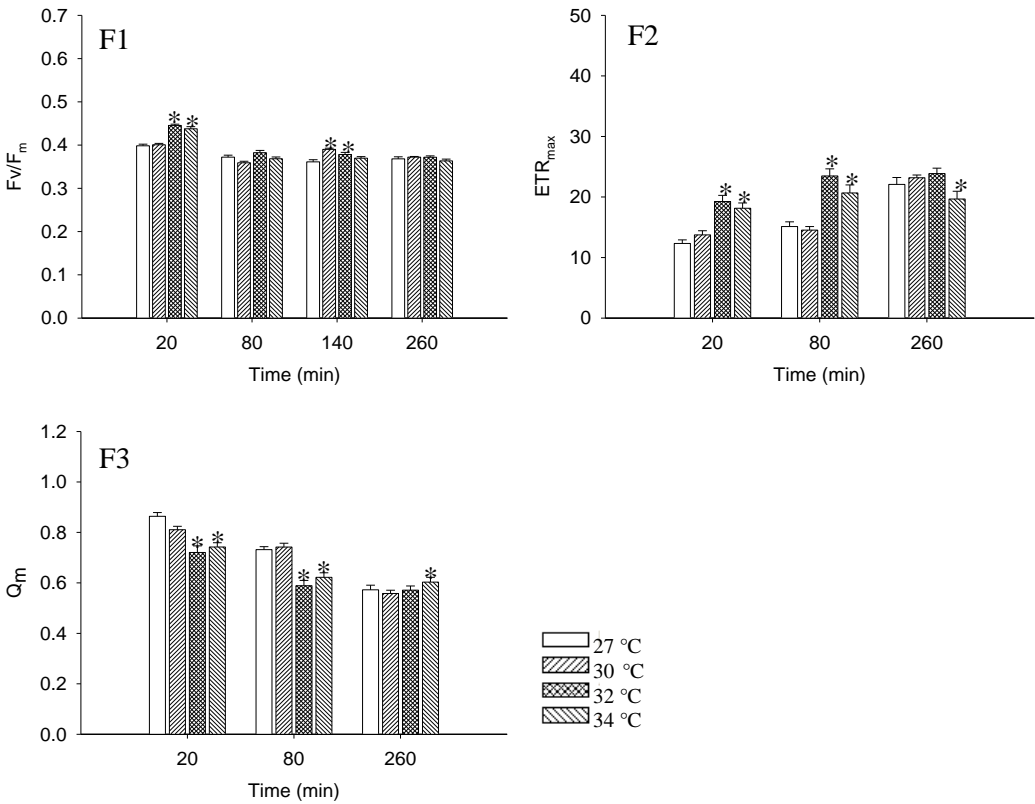 F1
0.7
0.6
0.5
0.4
0.3
0.2
0.1
0.0
Fv/Fm
* *
* *
20 80 140 260
Time (min)
F2
50
40
30
20
10
0
ETRmax
* *
* *
*
20 80 260
Time (min)
F3
1.2
1.0
0.8
0.6
0.4
0.2
0.0
Qm
* *
* *
*
20 80 260
Time (min)
27 °C
30 °C
32 °C
34 °C